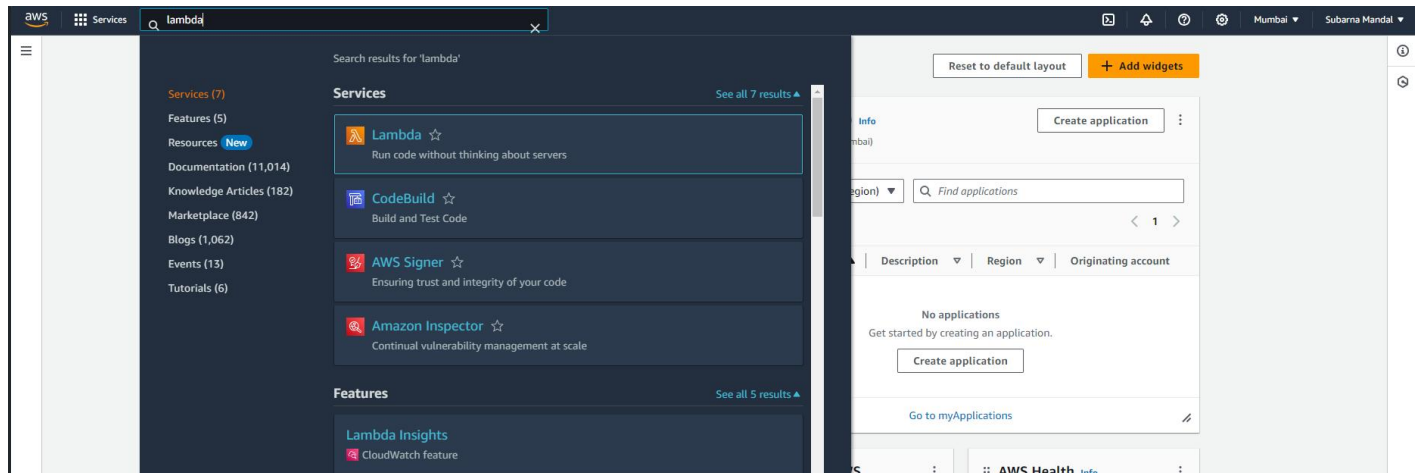 aws
Services
lambda
Mumbai ▼
Subarna Mandal ▼
Search results for 'lambda'
Services (7)
Features (5)
Resources New
Documentation (11,014)
Knowledge Articles (182)
Marketplace (842)
Blogs (1,062)
Events (13)
Tutorials (6)
Services
See all 7 results ▲
Lambda
Run code without thinking about servers
CodeBuild
Build and Test Code
AWS Signer
Ensuring trust and integrity of your code
Amazon Inspector
Continual vulnerability management at scale
Features
See all 5 results ▲
Lambda Insights
CloudWatch feature
Reset to default layout
+ Add widgets
Info
Create application
mbai)
egion) ▼
Find applications
< 1 >
Description
Region
Originating account
No applications
Get started by creating an application.
Create application
Go to myApplications
AWS Health Info